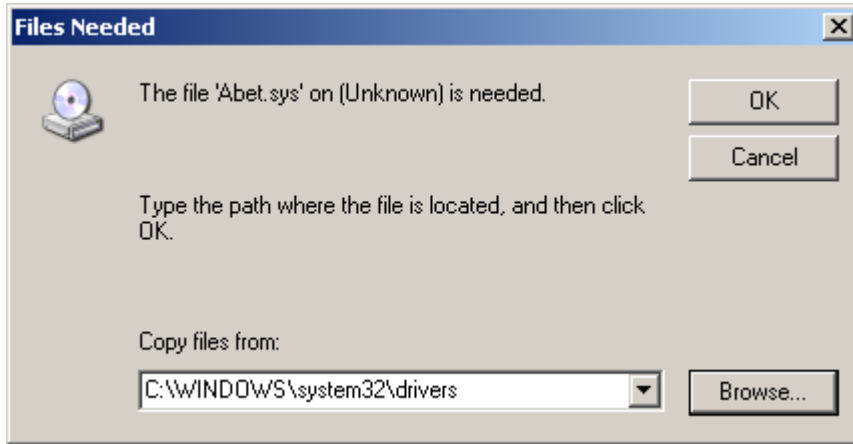 Files Needed
The file 'Abet.sys' on (Unknown) is needed.
OK
Cancel
Type the path where the file is located, and then click
OK.
Copy files from:
C:\WINDOWS\system32\drivers
Browse...